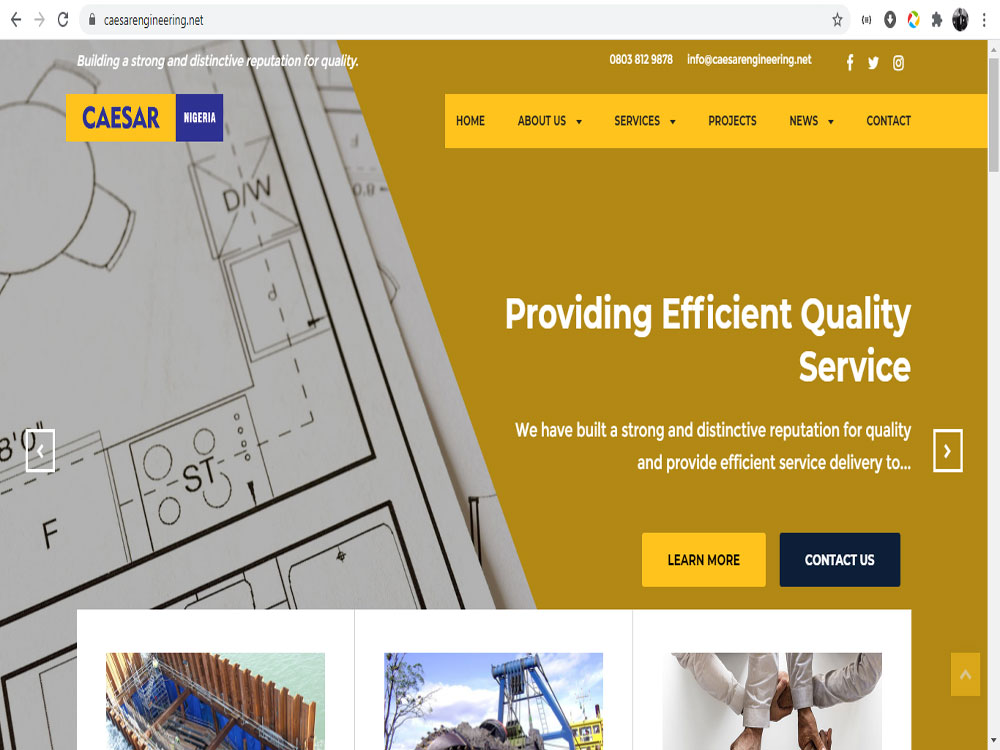 caesarengineering.net
Building a strong and distinctive reputation for quality.
0803 812 9878 info@caesarengineering.net
CAESAR NIGERIA
HOME ABOUT US SERVICES PROJECTS NEWS CONTACT
D/W
Providing Efficient Quality
Service
We have built a strong and distinctive reputation for quality
and provide efficient service delivery to...
8'0"
ST
F
LEARN MORE CONTACT US